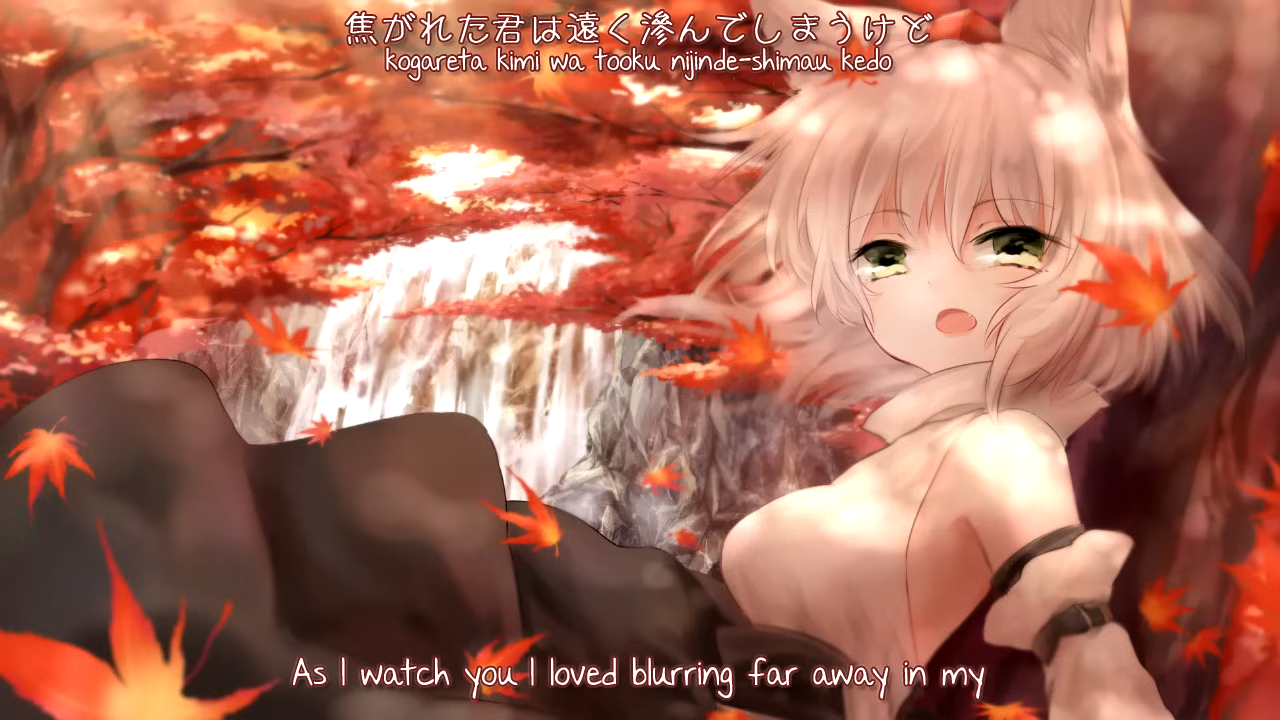 焦がれた君は遠く滲んでしまうけど
kogareta kimi wa tooku nijinde-shimau kedo
As I watch you I loved blurring far away in my